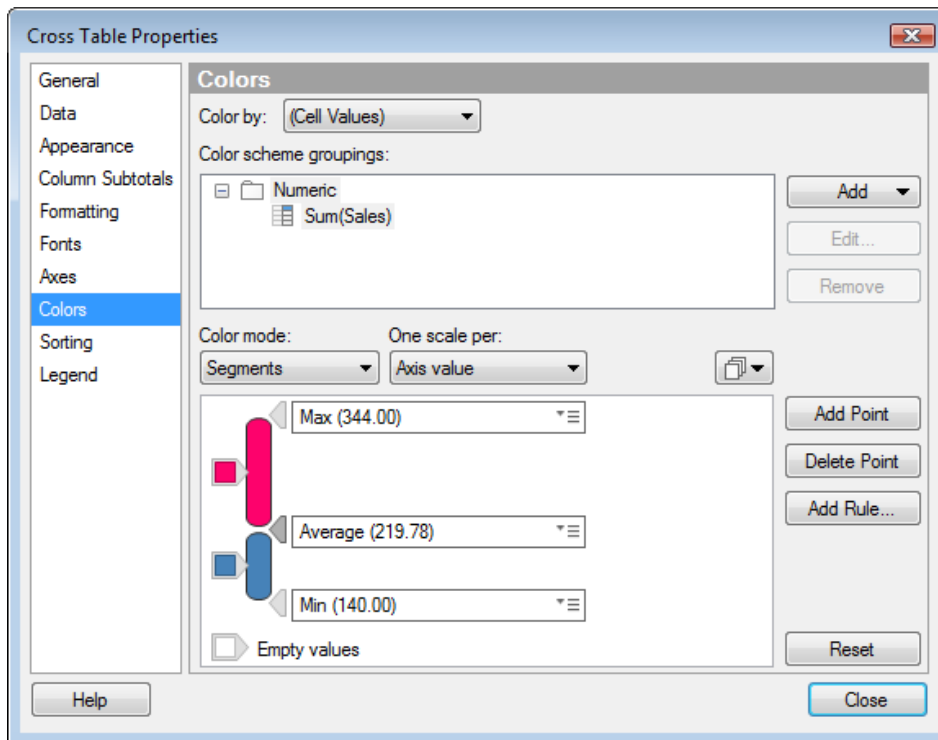 Cross Table Properties
General
Data
Appearance
Column Subtotals
Formatting
Fonts
Axes
Colors
Sorting
Legend
Colors
Color by: (Cell Values)
Color scheme groupings:
Numeric
Sum(Sales)
Add
Edit...
Remove
Color mode: One scale per:
Segments Axis value
Max (344.00)
Average (219.78)
Min (140.00)
Empty values
Add Point
Delete Point
Add Rule...
Reset
Help Close